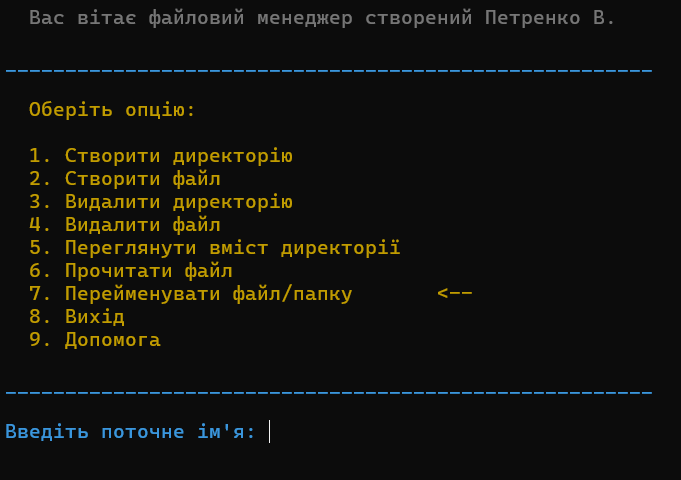 Вас вітає файловий менеджер створений Петренко В.
Оберіть опцію:
1. Створити директорію
2. Створити файл
3. Видалити директорію
4. Видалити файл
5. Переглянути вміст директорії
6. Прочитати файл
7. Перейменувати файл/папку <--
8. Вихід
9. Допомога
Введіть поточне ім'я: